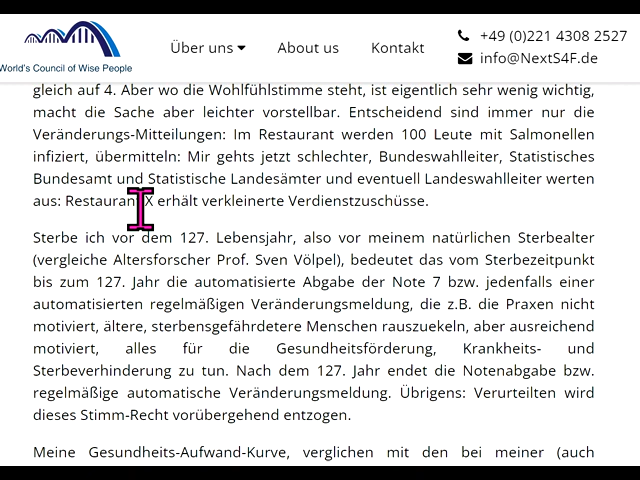 +49 (0)221 4308 2527
Über uns
About us
Kontakt
info@NextS4F.de
World's Council of Wise People
gleich auf 4. Aber wo die Wohlfühlstimme steht, ist eigentlich sehr wenig wichtig,
macht die Sache aber leichter vorstellbar. Entscheidend sind immer nur die
Veränderungs-Mitteilungen: Im Restaurant werden 100 Leute mit Salmonellen
infiziert, übermitteln: Mir gehts jetzt schlechter, Bundeswahlleiter, Statistisches
Bundesamt und Statistische Landesämter und eventuell Landeswahlleiter werten
aus: Restaurant X erhält verkleinerte Verdienstzuschüsse.
Sterbe ich vor dem 127. Lebensjahr, also vor meinem natürlichen Sterbealter
(vergleiche Altersforscher Prof. Sven Völpel), bedeutet das vom Sterbezeitpunkt
bis zum 127. Jahr die automatisierte Abgabe der Note 7 bzw. jedenfalls einer
automatisierten regelmäßigen Veränderungsmeldung, die z.B. die Praxen nicht
motiviert, ältere, sterbensgefährdetere Menschen rauszuekeln, aber ausreichend
motiviert, alles für die Gesundheitsförderung, Krankheits- und
Sterbeverhinderung zu tun. Nach dem 127. Jahr endet die Notenabgabe bzw.
regelmäßige automatische Veränderungsmeldung. Übrigens: Verurteilten wird
dieses Stimm-Recht vorübergehend entzogen.
Meine Gesundheits-Aufwand-Kurve, verglichen mit den bei meiner (auch